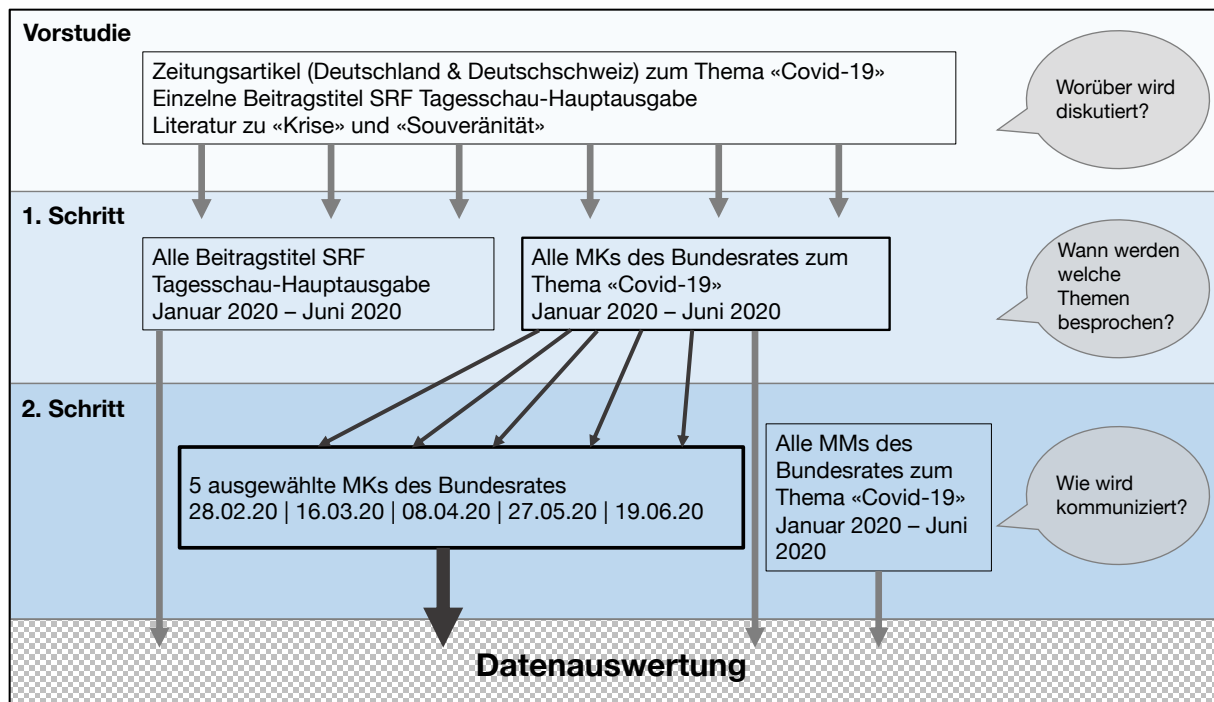 Vorstudie
Zeitungsartikel (Deutschland & Deutschschweiz) zum Thema «Covid-19»
Einzelne Beitragstitel SRF Tagesschau-Hauptausgabe
Literatur zu «Krise» und «Souveränität»
Worüber wird
diskutiert?
1. Schritt
Alle Beitragstitel SRF
Tagesschau-Hauptausgabe
Januar 2020 – Juni 2020
Alle MKs des Bundesrates zum
Thema «Covid-19»
Januar 2020 – Juni 2020
Wann werden
welche
Themen
besprochen?
2. Schritt
5 ausgewählte MKs des Bundesrates
28.02.20 | 16.03.20 | 08.04.20 | 27.05.20 | 19.06.20
Alle MMs des
Bundesrates zum
Thema «Covid-19»
Januar 2020 – Juni
2020
Wie wird
kommuniziert?
Datenauswertung